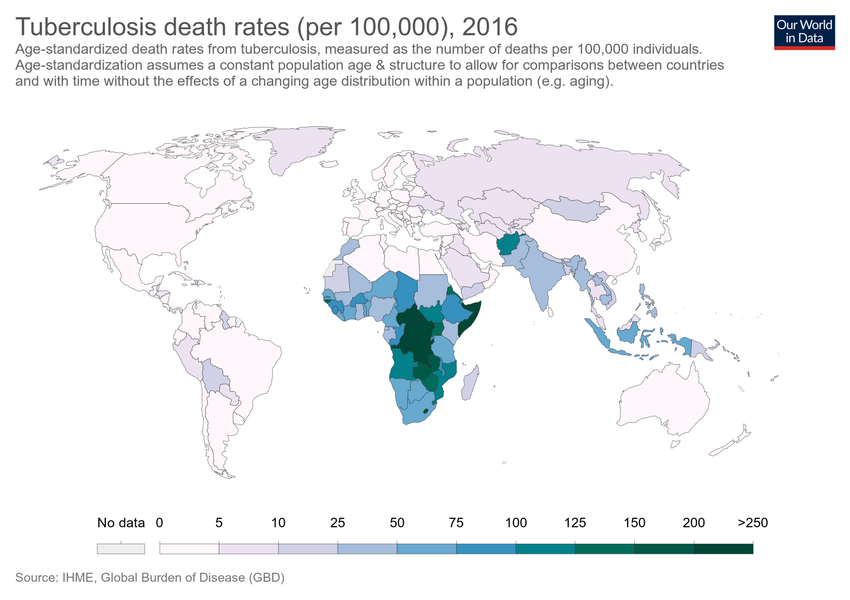 Tuberculosis death rates (per 100,000), 2016
Our World
in Data
Age-standardized death rates from tuberculosis, measured as the number of deaths per 100,000 individuals.
Age-standardization assumes a constant population age & structure to allow for comparisons between countries
and with time without the effects of a changing age distribution within a population (e.g. aging).
No data 0 5 10 25 50 75 100 125 150 200 >250
Source: IHME, Global Burden of Disease (GBD)